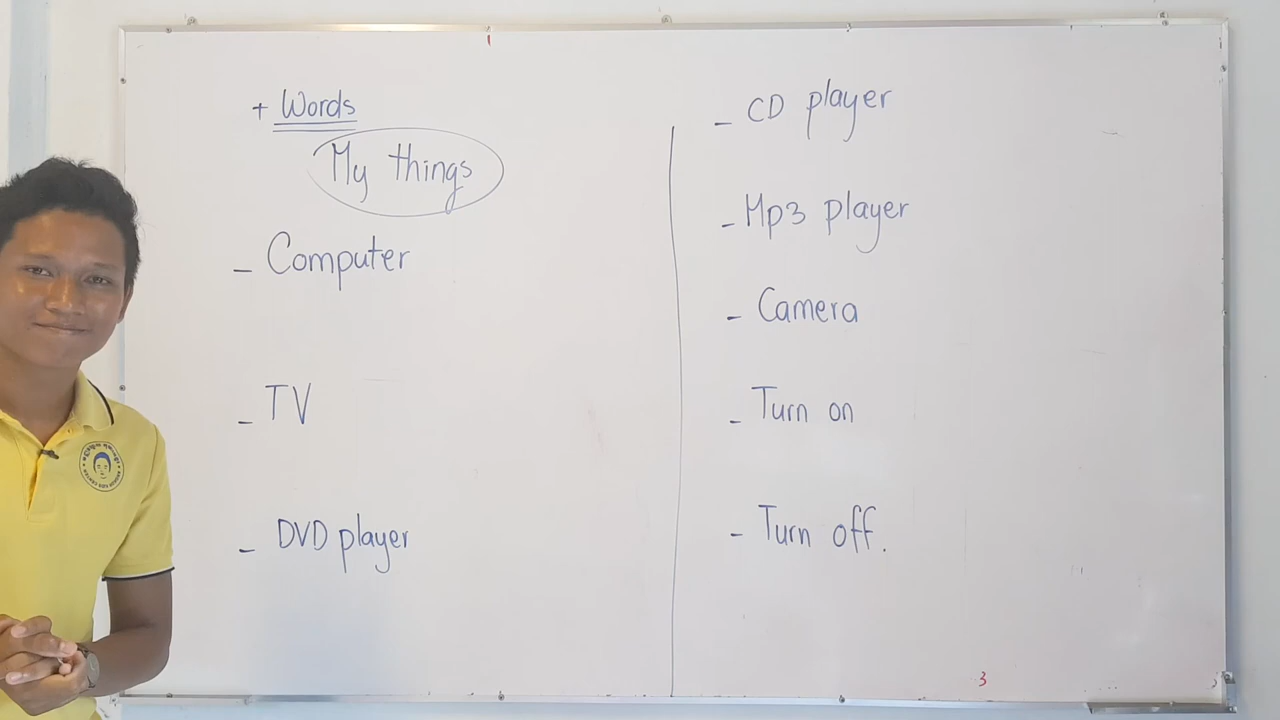 + Words
My things
- Computer
- TV
- DVD player
- CD player
- Mp3 player
- Camera
- Turn on
- Turn off.
3